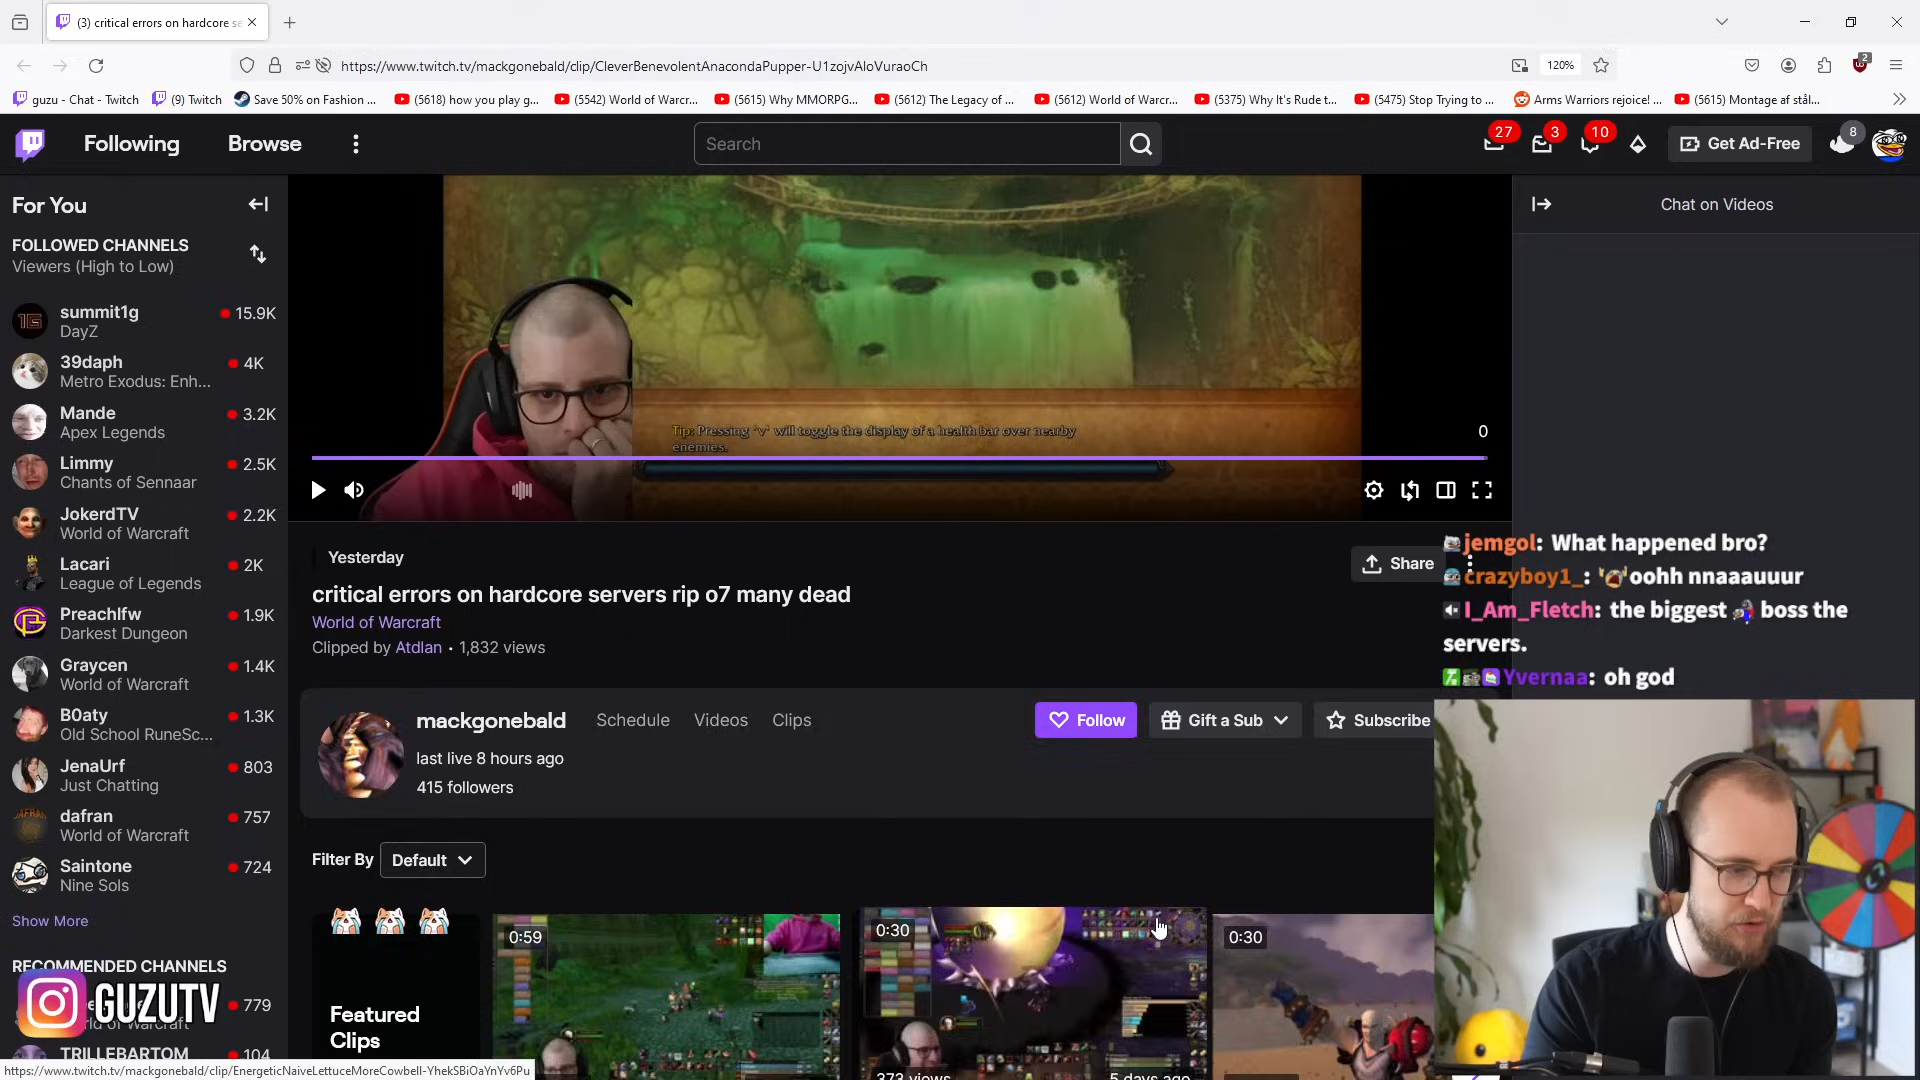 (3) critical errors on hardcore se
https://www.twitch.tv/mackgonebald/clip/CleverBenevolentAnacondaPupper-U1zojvAloVuraoCh
120%
2
guzu - Chat - Twitch
(9) Twitch
Save 50% on Fashion ...
(5618) how you play g...
(5542) World of Warcr...
(5615) Why MMORPG...
(5612) The Legacy of ...
(5612) World of Warcr...
(5375) Why It's Rude t...
(5475) Stop Trying to ...
Arms Warriors rejoice! ...
(5615) Montage af stål...
Following
Browse
Search
27
3
10
Get Ad-Free
8
For You
FOLLOWED CHANNELS
Viewers (High to Low)
summit1g
15.9K
DayZ
39daph
4K
Metro Exodus: Enh...
Mande
3.2K
Apex Legends
Limmy
2.5K
Chants of Sennaar
JokerdTV
2.2K
World of Warcraft
Lacari
2K
League of Legends
Preachlfw
1.9K
Darkest Dungeon
Graycen
1.4K
World of Warcraft
B0aty
1.3K
Old School RuneSc...
JenaUrf
803
Just Chatting
dafran
757
World of Warcraft
Saintone
724
Nine Sols
Show More
RECOMMENDED CHANNELS
779
GUZUTV
TRILLEBARTOM
104
Tip: Pressing 'v' will toggle the display of a health bar over nearby
enemies.
0
Chat on Videos
Yesterday
Share
critical errors on hardcore servers rip o7 many dead
World of Warcraft
Clipped by Atdlan • 1,832 views
mackgonebald
Schedule
Videos
Clips
Follow
Gift a Sub
Subscribe
last live 8 hours ago
415 followers
Filter By
Default
Featured
Clips
0:59
0:30
0:30
373 views
5 days ago
jemgol: What happened bro?
crazyboy1_: oohh nnaaauuur
I_Am_Fletch: the biggest boss the
servers.
Yvernaa: oh god
https://www.twitch.tv/mackgonebald/clip/EnergeticNaiveLettuceMoreCowbell-YhekSBiOaYnYv6Pu